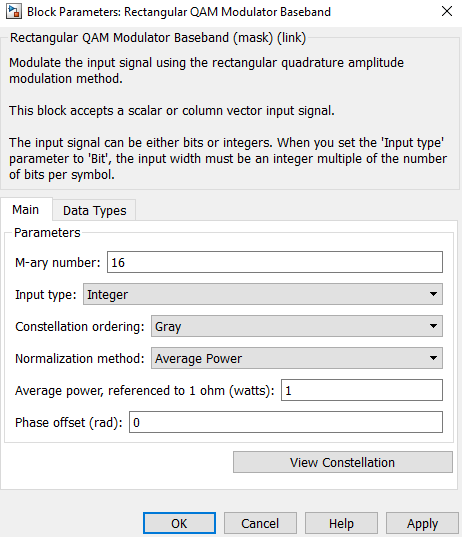 Block Parameters: Rectangular QAM Modulator Baseband
Rectangular QAM Modulator Baseband (mask) (link)
Modulate the input signal using the rectangular quadrature amplitude
modulation method.
This block accepts a scalar or column vector input signal.
The input signal can be either bits or integers. When you set the 'Input type'
parameter to 'Bit', the input width must be an integer multiple of the number
of bits per symbol.
Main Data Types
Parameters
M-ary number: 16
Input type: Integer
Constellation ordering: Gray
Normalization method: Average Power
Average power, referenced to 1 ohm (watts): 1
Phase offset (rad): 0
View Constellation
OK Cancel Help Apply